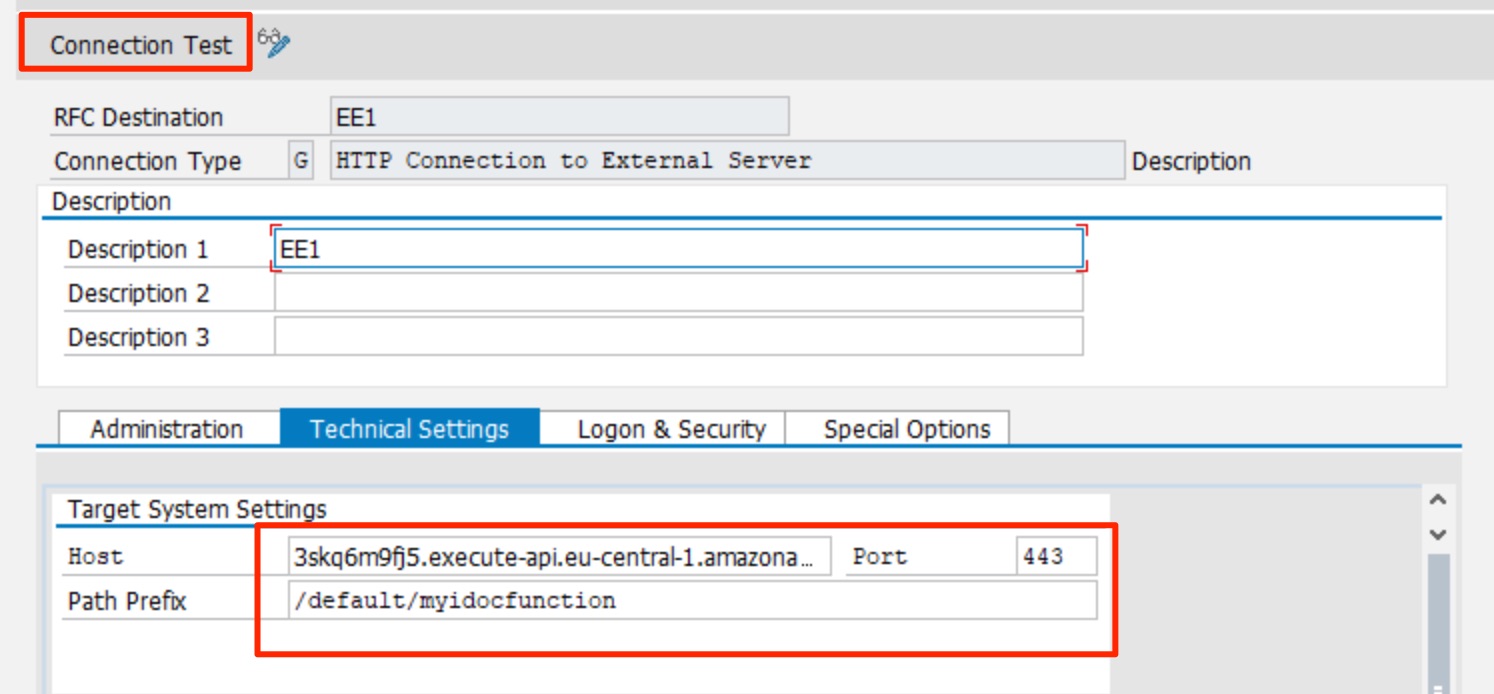 Connection Test
RFC Destination EE1
Connection Type G HTTP Connection to External Server Description
Description
Description 1 EE1
Description 2
Description 3
Administration Technical Settings Logon & Security Special Options
Target System Settings
Host 3skq6m9fj5.execute-api.eu-central-1.amazona... Port 443
Path Prefix /default/myidocfunction